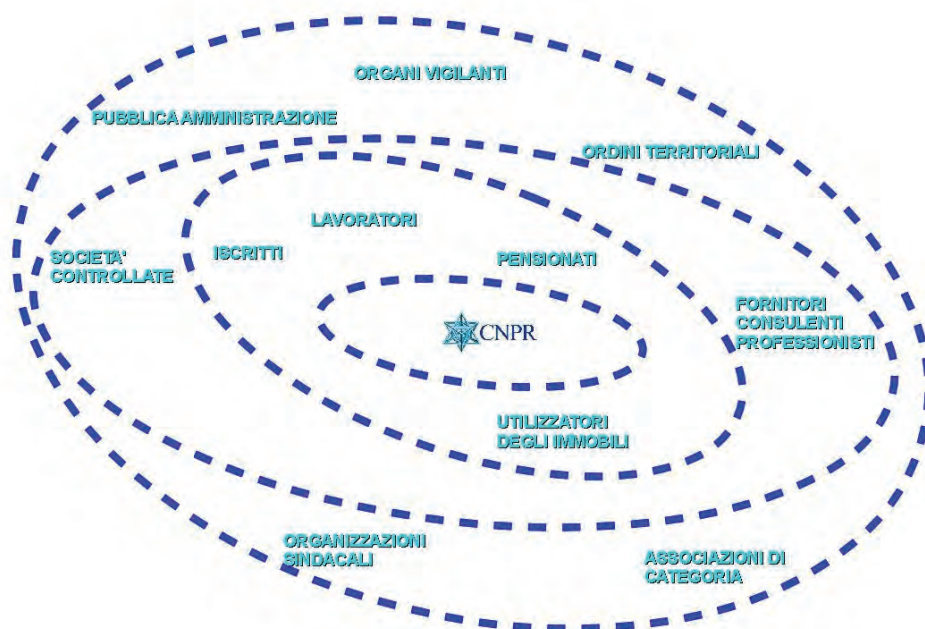 ORGANI VIGILANTI
PUBBLICA AMMINISTRAZIONE
ORDINI TERRITORIALI
LAVORATORI
ISCRITTI
PENSIONATI
SOCIETA'
CONTROLLATE
FORNITORI
CONSULENTI
PROFESSIONISTI
CNPR
UTILIZZATORI
DEGLI IMMOBILI
ORGANIZZAZIONI
SINDACALI
ASSOCIAZIONI DI
CATEGORIA